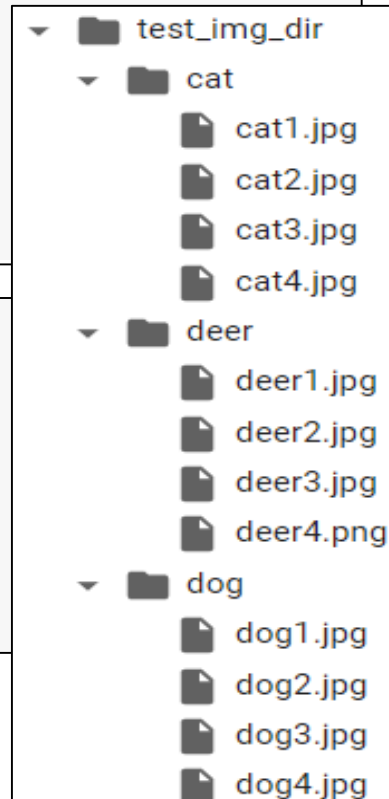 test_img_dir
cat
cat1.jpg
cat2.jpg
cat3.jpg
cat4.jpg
deer
deer1.jpg
deer2.jpg
deer3.jpg
deer4.png
dog
dog1.jpg
dog2.jpg
dog3.jpg
dog4.jpg